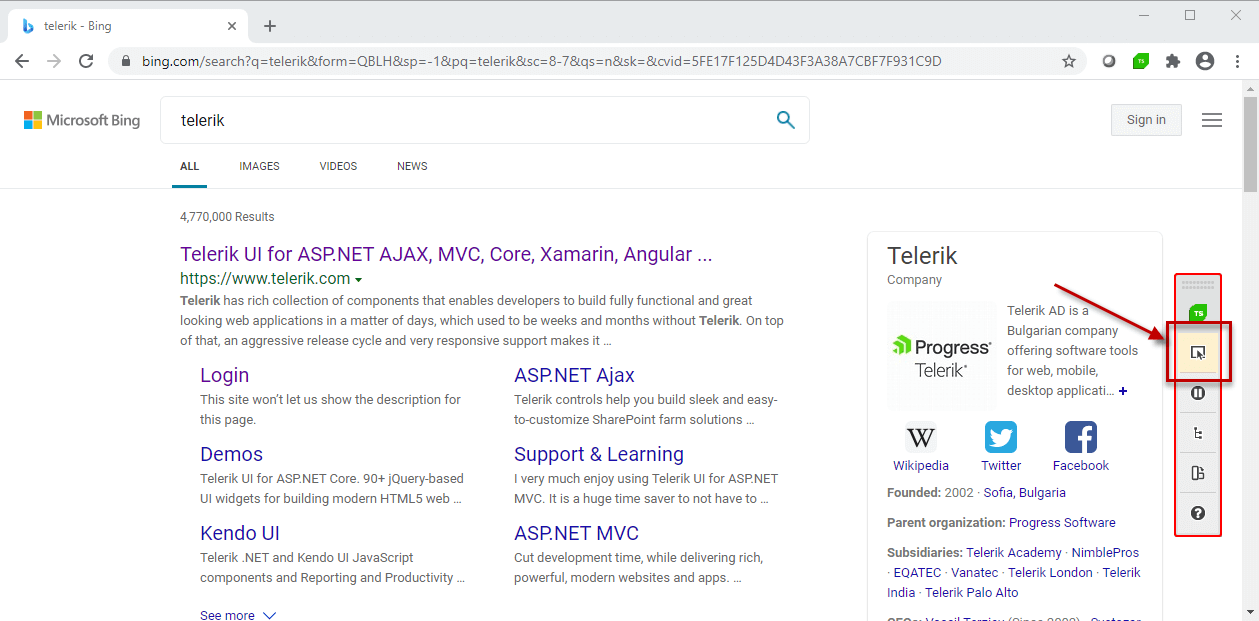 telerik - Bing
bing.com/search?q=telerik&form=QBLH&sp=-1&pq=telerik&sc=8-7&qs=n&sk=&cvid=5FE17F125D4D43F3A38A7CBF7F931C9D
TS
Microsoft Bing
telerik
Sign in
ALL IMAGES VIDEOS NEWS
4,770,000 Results
Telerik UI for ASP.NET AJAX, MVC, Core, Xamarin, Angular ...
https://www.telerik.com
Telerik has rich collection of components that enables developers to build fully functional and great
looking web applications in a matter of days, which used to be weeks and months without Telerik. On top
of that, an aggressive release cycle and very responsive support makes it …
Login
This site won't let us show the description for
this page.
ASP.NET Ajax
Telerik controls help you build sleek and easy-
to-customize SharePoint farm solutions …
Demos
Telerik UI for ASP.NET Core. 90+ jQuery-based
UI widgets for building modern HTML5 web …
Support & Learning
I very much enjoy using Telerik UI for ASP.NET
MVC. It is a huge time saver to not have to …
Kendo UI
Telerik .NET and Kendo UI JavaScript
components and Reporting and Productivity …
ASP.NET MVC
Cut development time, while delivering rich,
powerful, modern websites and apps. …
See more
Telerik
Company
Progress®
Telerik®
Telerik AD is a
Bulgarian company
offering software tools
for web, mobile,
desktop applicati… +
W
Wikipedia
Twitter
f
Facebook
Founded: 2002 · Sofia, Bulgaria
Parent organization: Progress Software
Subsidiaries: Telerik Academy · NimblePros
· EQATEC · Vanatec · Telerik London · Telerik
India · Telerik Palo Alto
TS
?